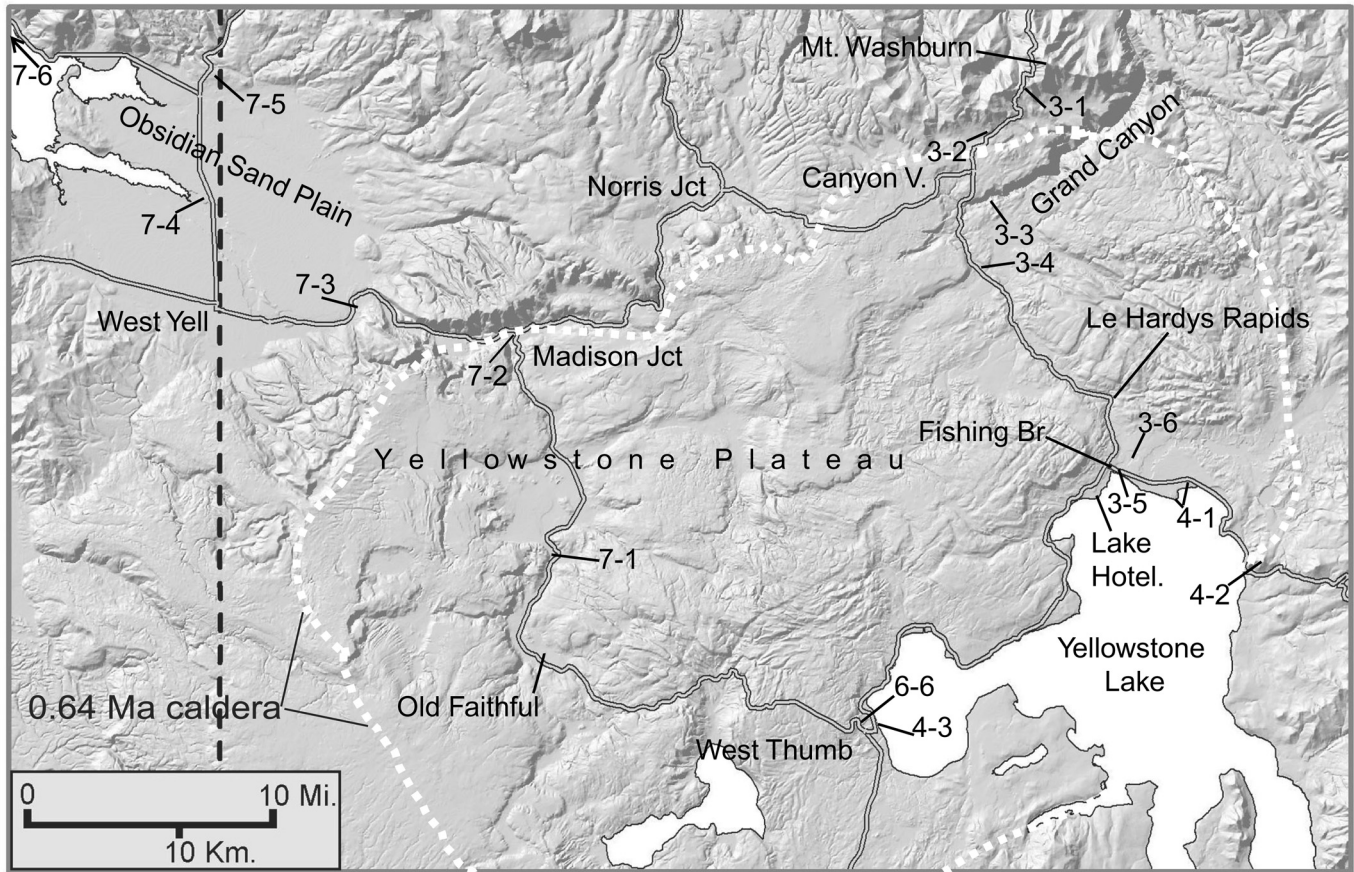 Mt. Washburn
7-6
7-5
3-1
Obsidian Sand Plain
3-2
Grand Canyon
Canyon V.
Norris Jct
7-4
3-3
3-4
7-3
West Yell
Le Hardys Rapids
Madison Jct
7-2
3-6
Fishing Br.
Yellowstone Plateau
3-5
4-1
Lake
Hotel.
7-1
4-2
Yellowstone
Lake
6-6
0.64 Ma caldera
Old Faithful
4-3
West Thumb
0 10 Mi.
10 Km.